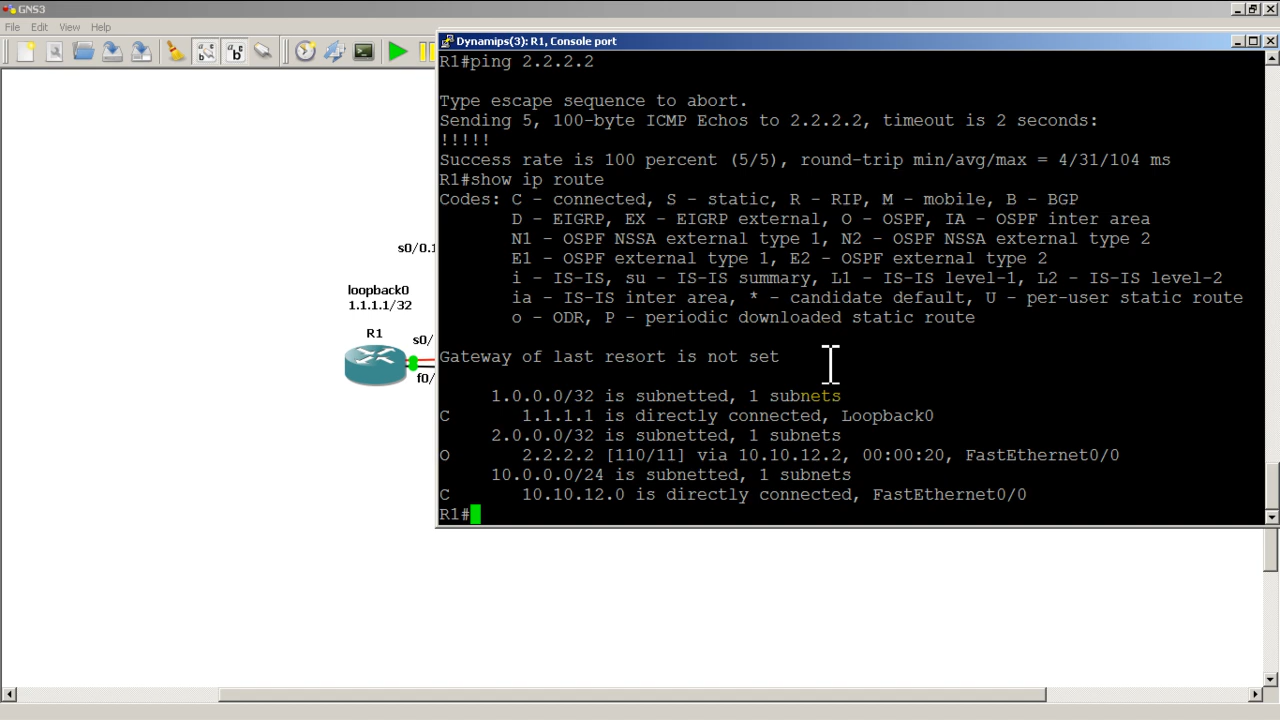 GNS3
File Edit View Help
Dynamips(3): R1, Console port
R1#ping 2.2.2.2
Type escape sequence to abort.
Sending 5, 100-byte ICMP Echos to 2.2.2.2, timeout is 2 seconds:
!!!!!
Success rate is 100 percent (5/5), round-trip min/avg/max = 4/31/104 ms
R1#show ip route
Codes: C - connected, S - static, R - RIP, M - mobile, B - BGP
D - EIGRP, EX - EIGRP external, O - OSPF, IA - OSPF inter area
N1 - OSPF NSSA external type 1, N2 - OSPF NSSA external type 2
E1 - OSPF external type 1, E2 - OSPF external type 2
i - IS-IS, su - IS-IS summary, L1 - IS-IS level-1, L2 - IS-IS level-2
ia - IS-IS inter area, * - candidate default, U - per-user static route
o - ODR, P - periodic downloaded static route
Gateway of last resort is not set
1.0.0.0/32 is subnetted, 1 subnets
C 1.1.1.1 is directly connected, Loopback0
2.0.0.0/32 is subnetted, 1 subnets
O 2.2.2.2 [110/11] via 10.10.12.2, 00:00:20, FastEthernet0/0
10.0.0.0/24 is subnetted, 1 subnets
C 10.10.12.0 is directly connected, FastEthernet0/0
R1#
s0/0.1
loopback0
1.1.1.1/32
R1
s0/
f0/